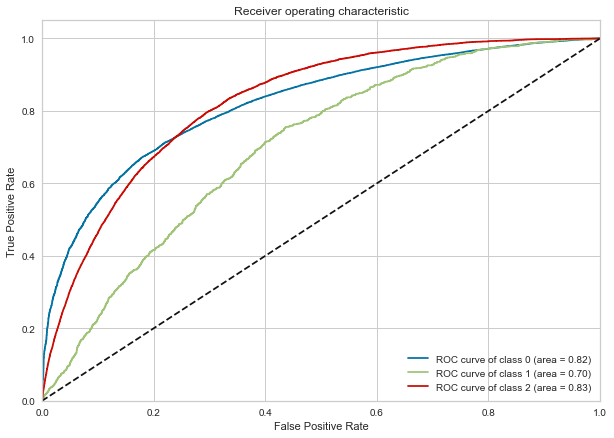 Receiver operating characteristic
1.0
0.8
0.6
0.4
0.2
0.0
True Positive Rate
ROC curve of class 0 (area = 0.82)
ROC curve of class 1 (area = 0.70)
ROC curve of class 2 (area = 0.83)
0.0 0.2 0.4 0.6 0.8 1.0
False Positive Rate